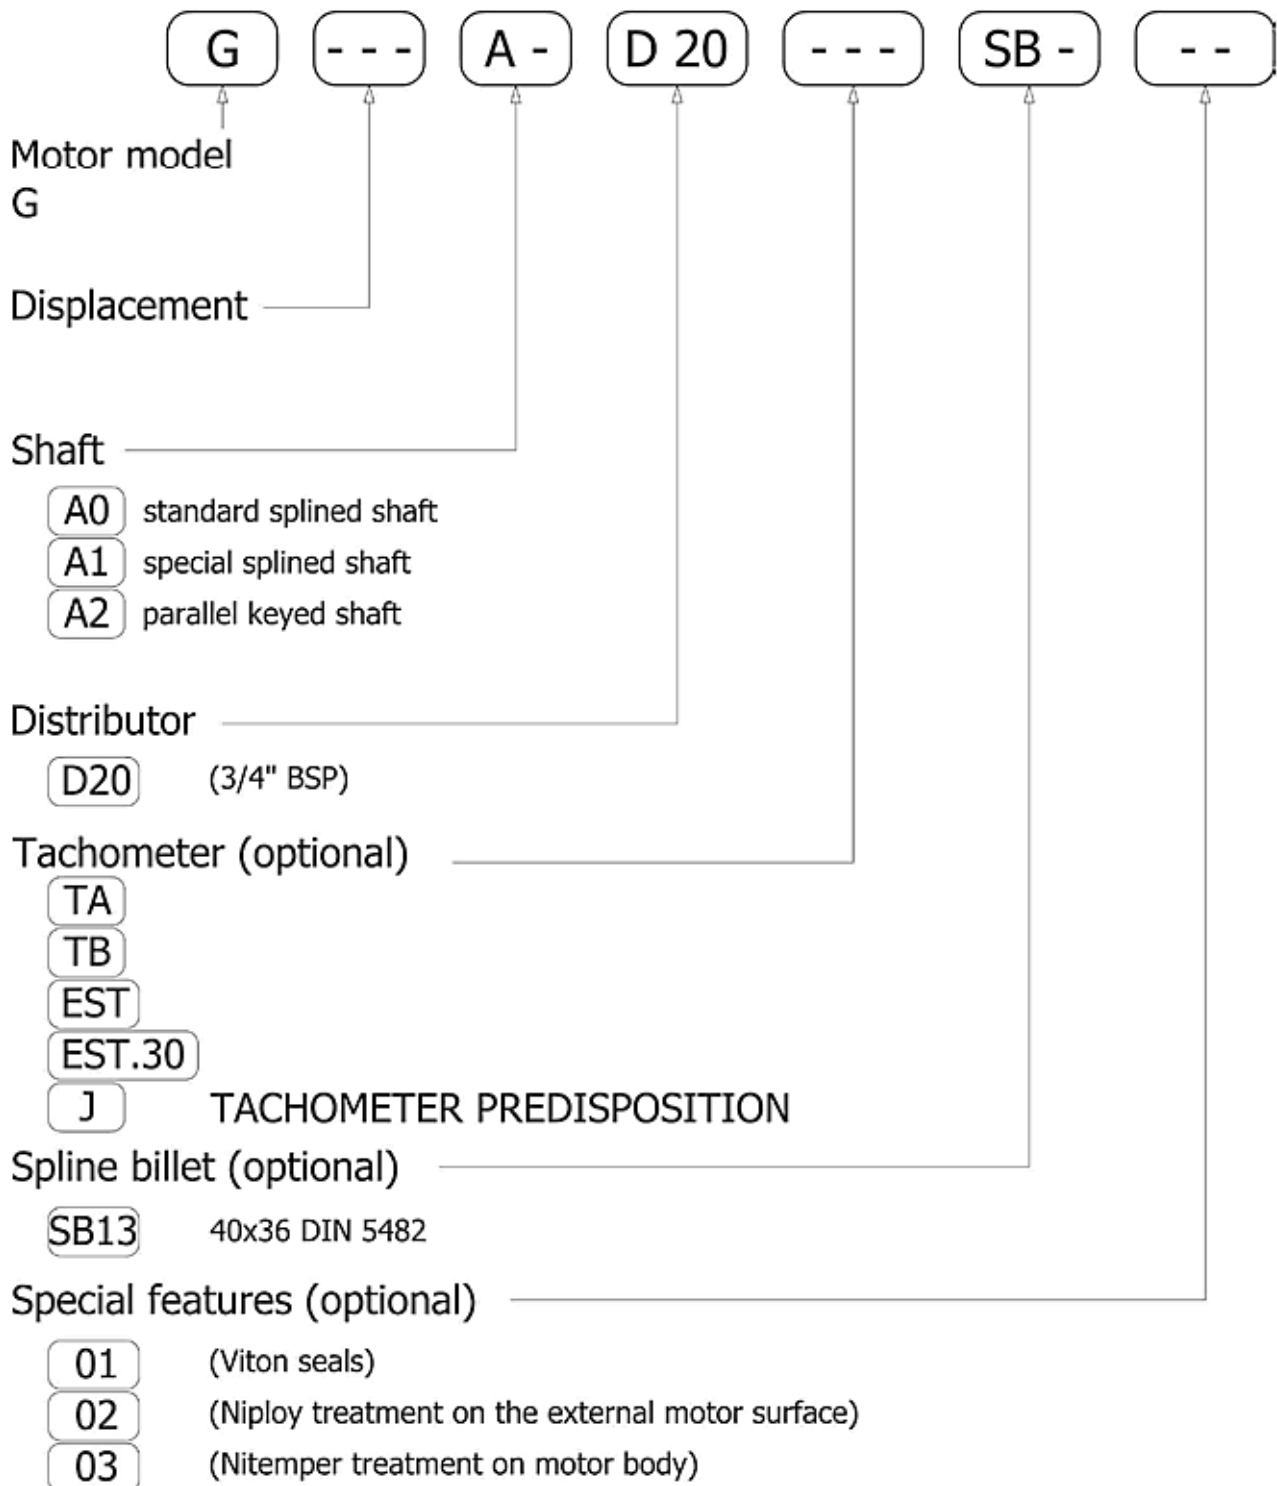 G - - - A - D 20 - - - SB - - -
Motor model
G
Displacement
Shaft
A0 standard splined shaft
A1 special splined shaft
A2 parallel keyed shaft
Distributor
D20 (3/4" BSP)
Tachometer (optional)
TA
TB
EST
EST.30
J TACHOMETER PREDISPOSITION
Spline billet (optional)
SB13 40x36 DIN 5482
Special features (optional)
01 (Viton seals)
02 (Niploy treatment on the external motor surface)
03 (Nitemper treatment on motor body)